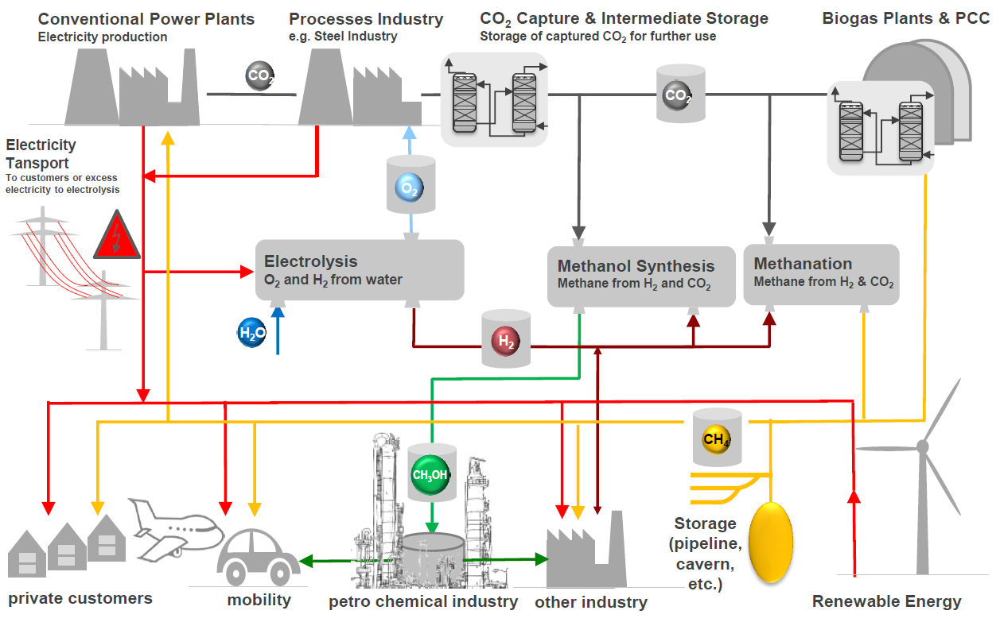 Conventional Power Plants
Electricity production
Processes Industry
e.g. Steel Industry
CO₂ Capture & Intermediate Storage
Storage of captured CO₂ for further use
Biogas Plants & PCC
CO₂
CO₂
Electricity
Tansport
To customers or excess
electricity to electrolysis
O₂
Electrolysis
O₂ and H₂ from water
Methanol Synthesis
Methane from H₂ and CO₂
Methanation
Methane from H₂ & CO₂
H₂O
H₂
CH₄
CH₃OH
Storage
(pipeline,
cavern,
etc.)
private customers
mobility
petro chemical industry
other industry
Renewable Energy